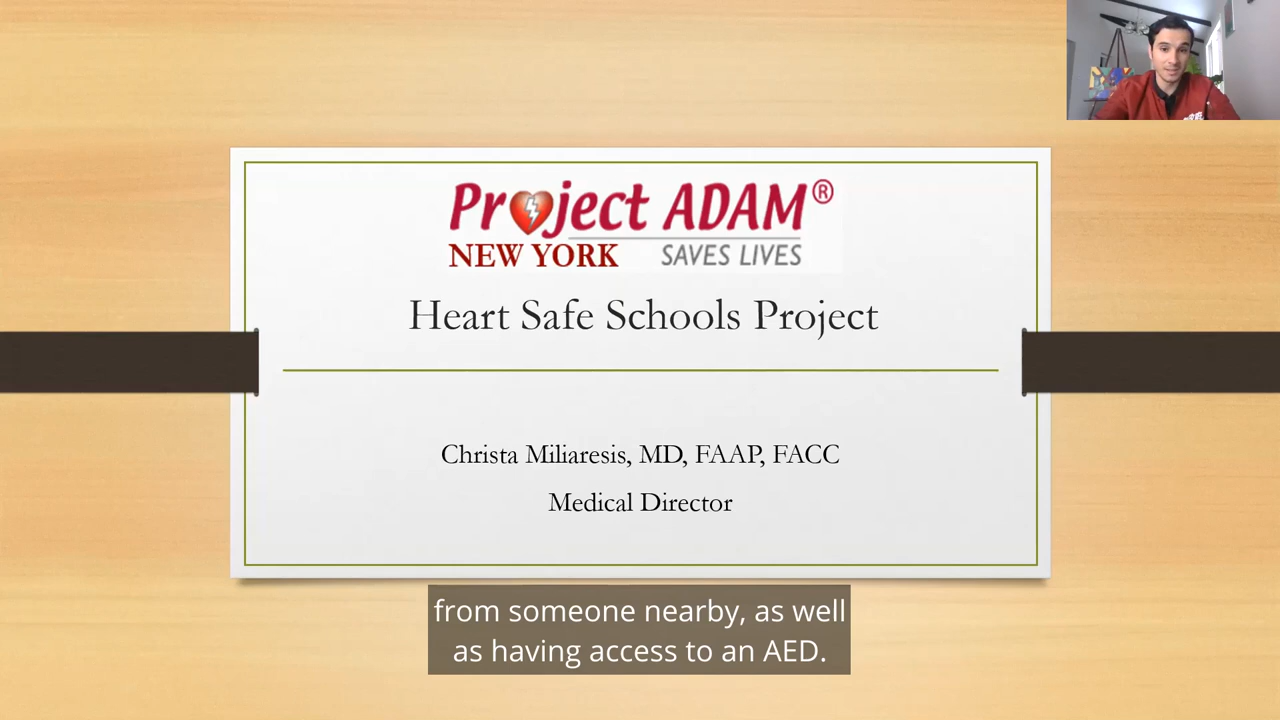 Project ADAM®
NEW YORK SAVES LIVES
Heart Safe Schools Project
Christa Miliaresis, MD, FAAP, FACC
Medical Director
from someone nearby, as well
as having access to an AED.